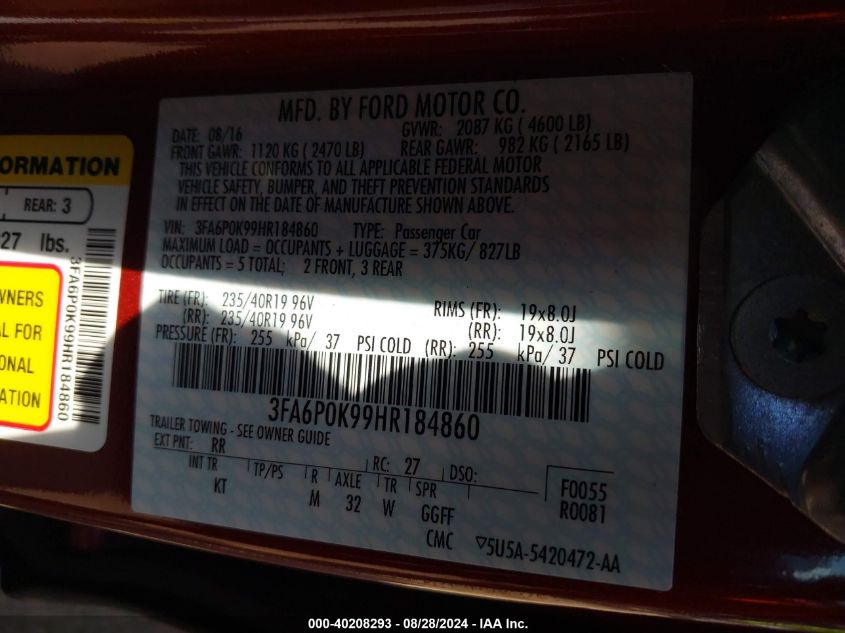 MFD. BY FORD MOTOR CO.
DATE: 08/16 GVWR: 2087 KG ( 4600 LB)
FRONT GAWR: 1120 KG ( 2470 LB) REAR GAWR: 982 KG ( 2165 LB)
THIS VEHICLE CONFORMS TO ALL APPLICABLE FEDERAL MOTOR
VEHICLE SAFETY, BUMPER, AND THEFT PREVENTION STANDARDS
IN EFFECT ON THE DATE OF MANUFACTURE SHOWN ABOVE.
VIN: 3FA6P0K99HR184860 TYPE: Passenger Car
MAXIMUM LOAD = OCCUPANTS + LUGGAGE = 375KG/ 827LB
OCCUPANTS = 5 TOTAL; 2 FRONT, 3 REAR
TIRE (FR): 235/40R19 96V RIMS (FR): 19x8.0J
(RR): 235/40R19 96V (RR): 19x8.0J
PRESSURE (FR): 255 kPa/ 37 PSI COLD (RR): 255 kPa/ 37 PSI COLD
3FA6P0K99HR184860
TRAILER TOWING - SEE OWNER GUIDE
EXT PNT: RR RC: 27 DSO:
INT TR TP/PS R AXLE TR SPR F0055
KT M 32 W GGFF R0081
CMC ▽5U5A-5420472-AA
REAR: 3
lbs.
3FA6P0K99HR184860
AL FOR
000-40208293 - 08/28/2024 - IAA Inc.